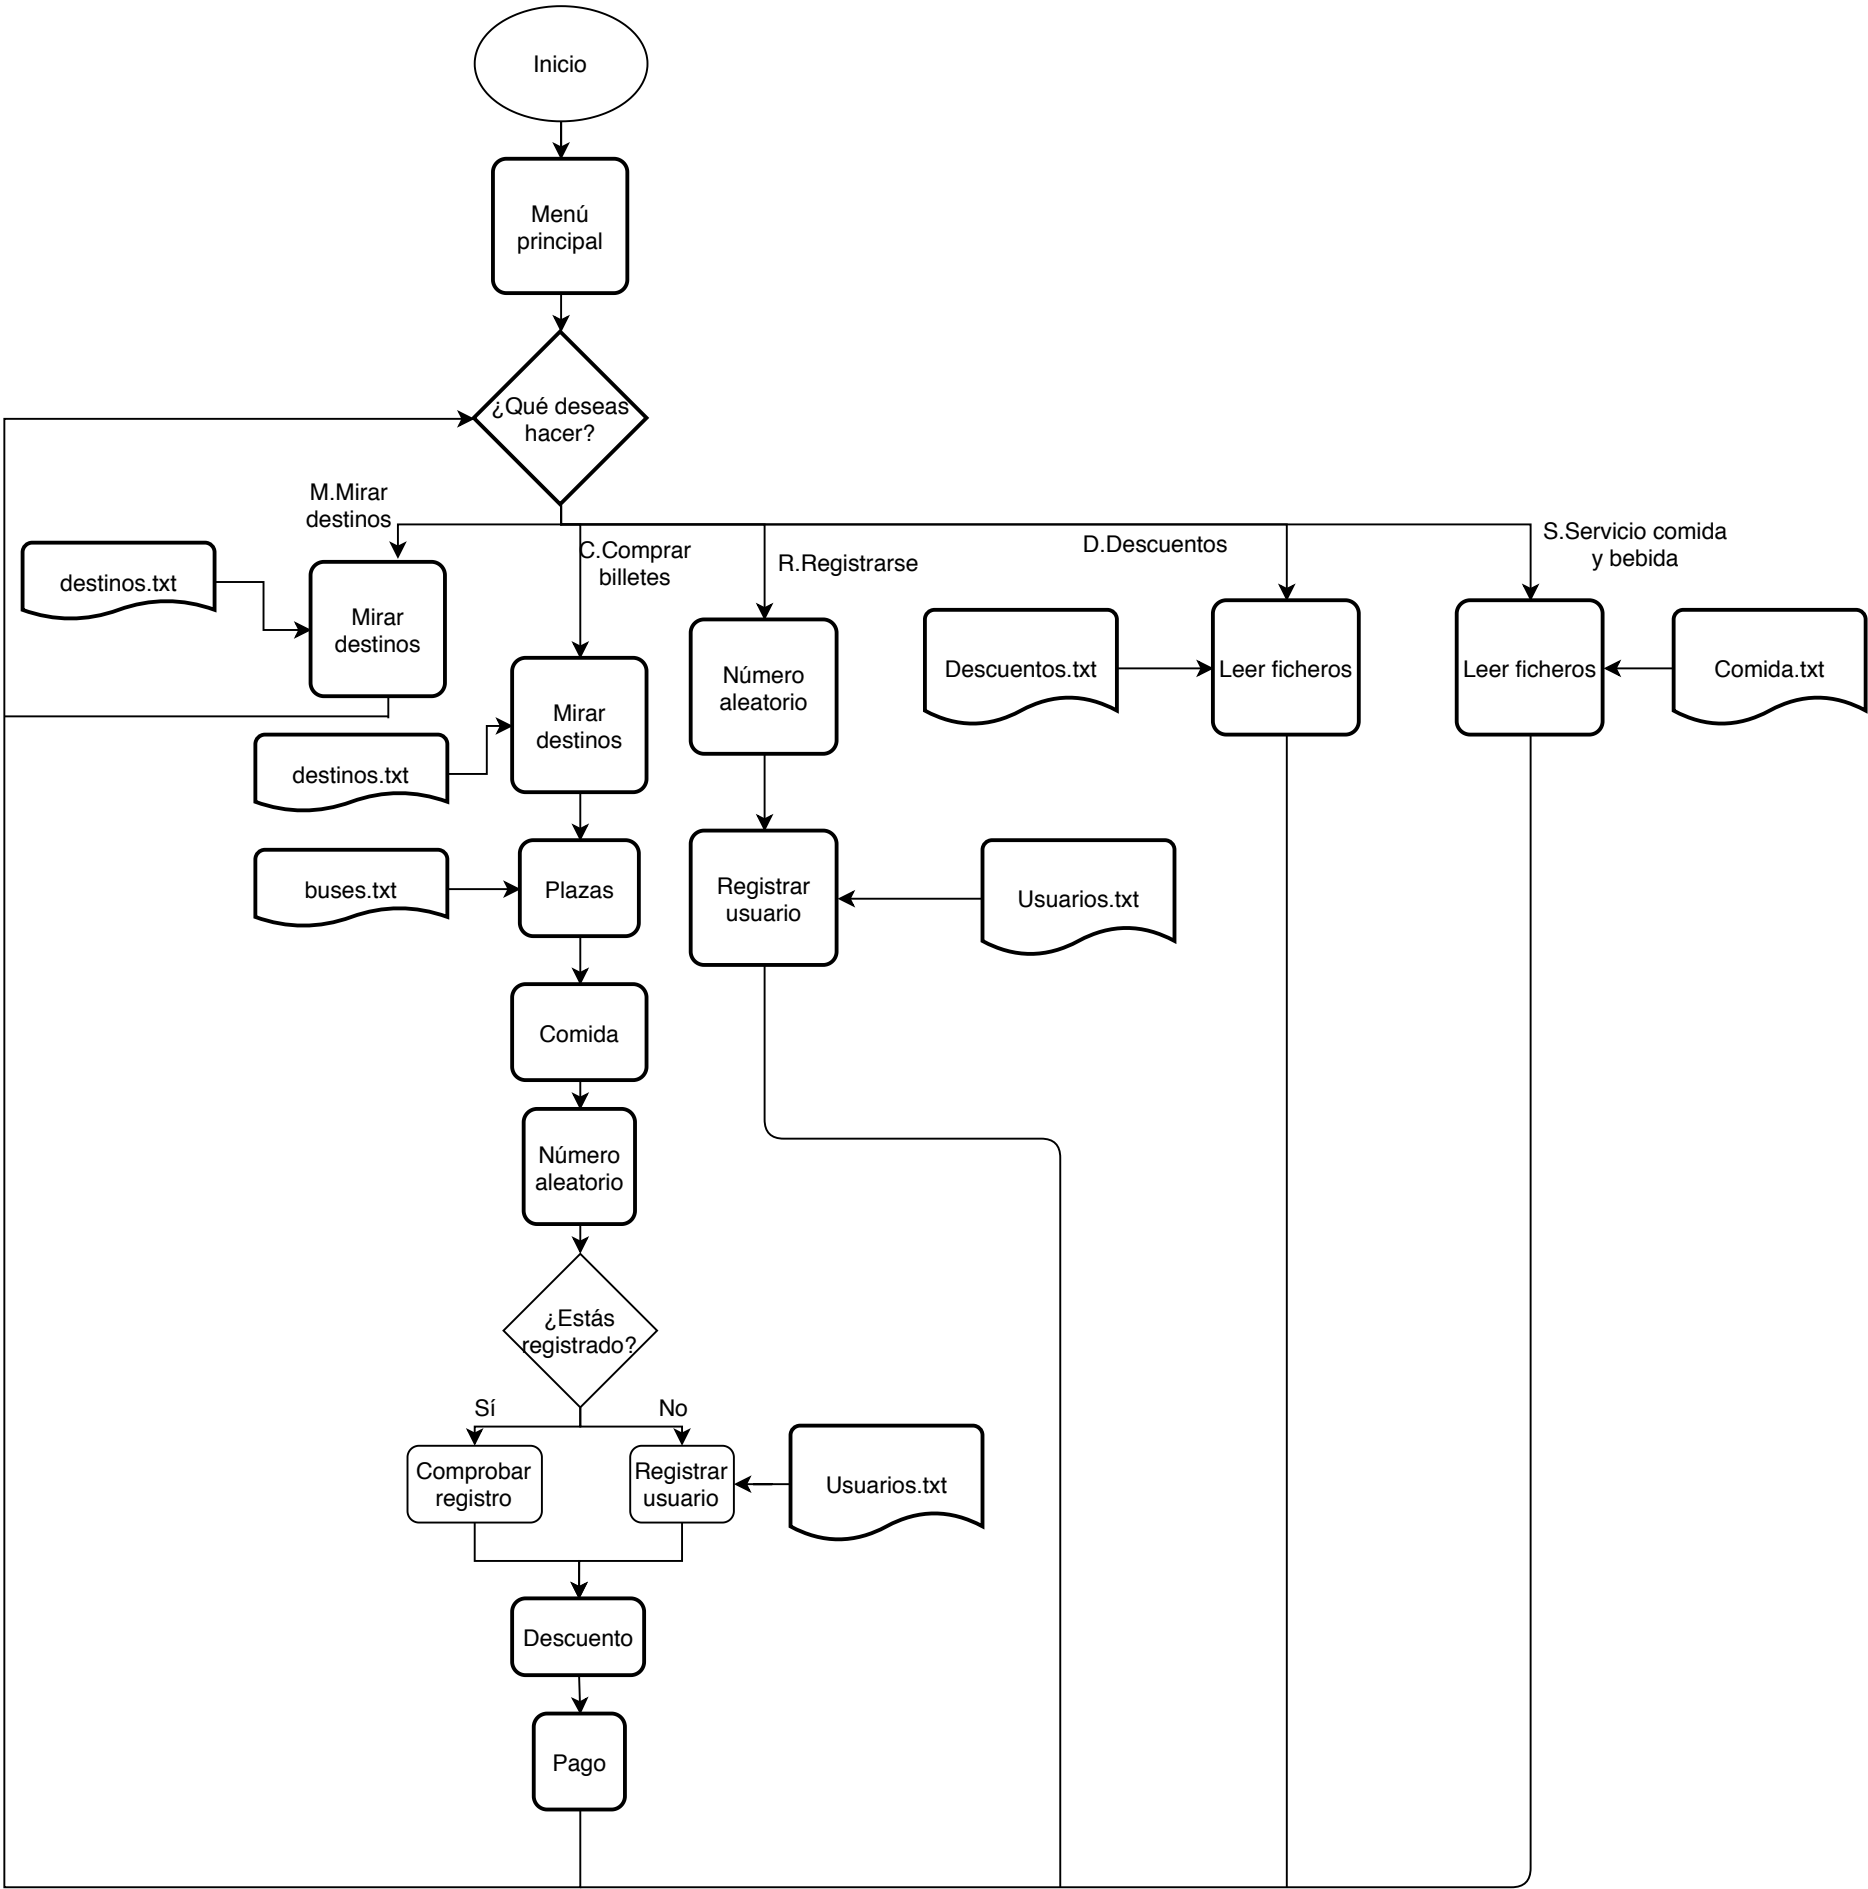 Inicio
Menú
principal
¿Qué deseas
hacer?
M.Mirar
destinos
C.Comprar
billetes
R.Registrarse
D.Descuentos
S.Servicio comida
y bebida
destinos.txt
Mirar
destinos
Número
aleatorio
Descuentos.txt
Leer ficheros
Leer ficheros
Comida.txt
Mirar
destinos
destinos.txt
buses.txt
Plazas
Registrar
usuario
Usuarios.txt
Comida
Número
aleatorio
¿Estás
registrado?
Sí
No
Comprobar
registro
Registrar
usuario
Usuarios.txt
Descuento
Pago